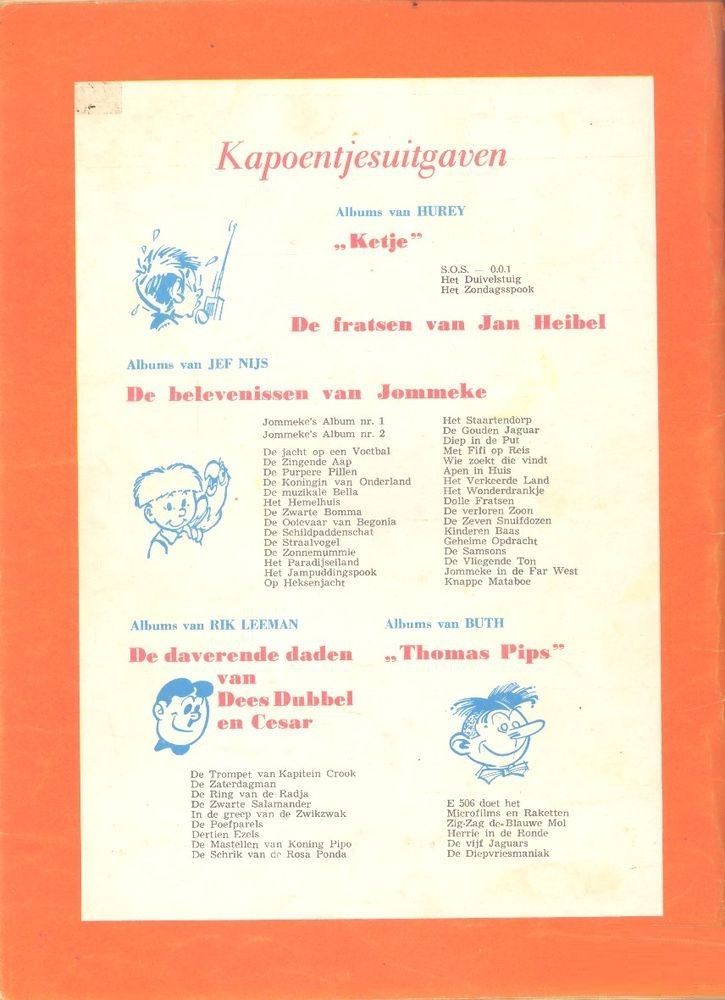 Kapoentjesuitgaven
Albums van HUREY
„Ketje”
S.O.S. — 0.0.1
Het Duivelstuig
Het Zondagsspook
De fratsen van Jan Heibel
Albums van JEF NIJS
De belevenissen van Jommeke
Jommeke's Album nr. 1
Jommeke's Album nr. 2
De jacht op een Voetbal
De Zingende Aap
De Purpere Pillen
De Koningin van Onderland
De muzikale Bella
Het Hemelhuis
De Zwarte Bomma
De Ooievaar van Begonia
De Schildpaddenschat
De Straalvogel
De Zonnemummie
Het Paradijseiland
Het Jampuddingspook
Op Heksenjacht
Het Staartendorp
De Gouden Jaguar
Diep in de Put
Met Fifi op Reis
Wie zoekt die vindt
Apen in Huis
Het Verkeerde Land
Het Wonderdrankje
Dolle Fratsen
De verloren Zoon
De Zeven Snuifdozen
Kinderen Baas
Geheime Opdracht
De Samsons
De Vliegende Ton
Jommeke in de Far West
Knappe Mataboe
Albums van RIK LEEMAN
De daverende daden
van
Dees Dubbel
en Cesar
De Trompet van Kapitein Crook
De Zaterdagman
De Ring van de Radja
De Zwarte Salamander
In de greep van de Zwikzwak
De Poefparels
Dertien Ezels
De Mastellen van Koning Pipo
De Schrik van de Rosa Ponda
Albums van BUTH
„Thomas Pips”
E 506 doet het
Microfilms en Raketten
Zig-Zag de Blauwe Mol
Herrie in de Ronde
De vijf Jaguars
De Diepvriesmaniak